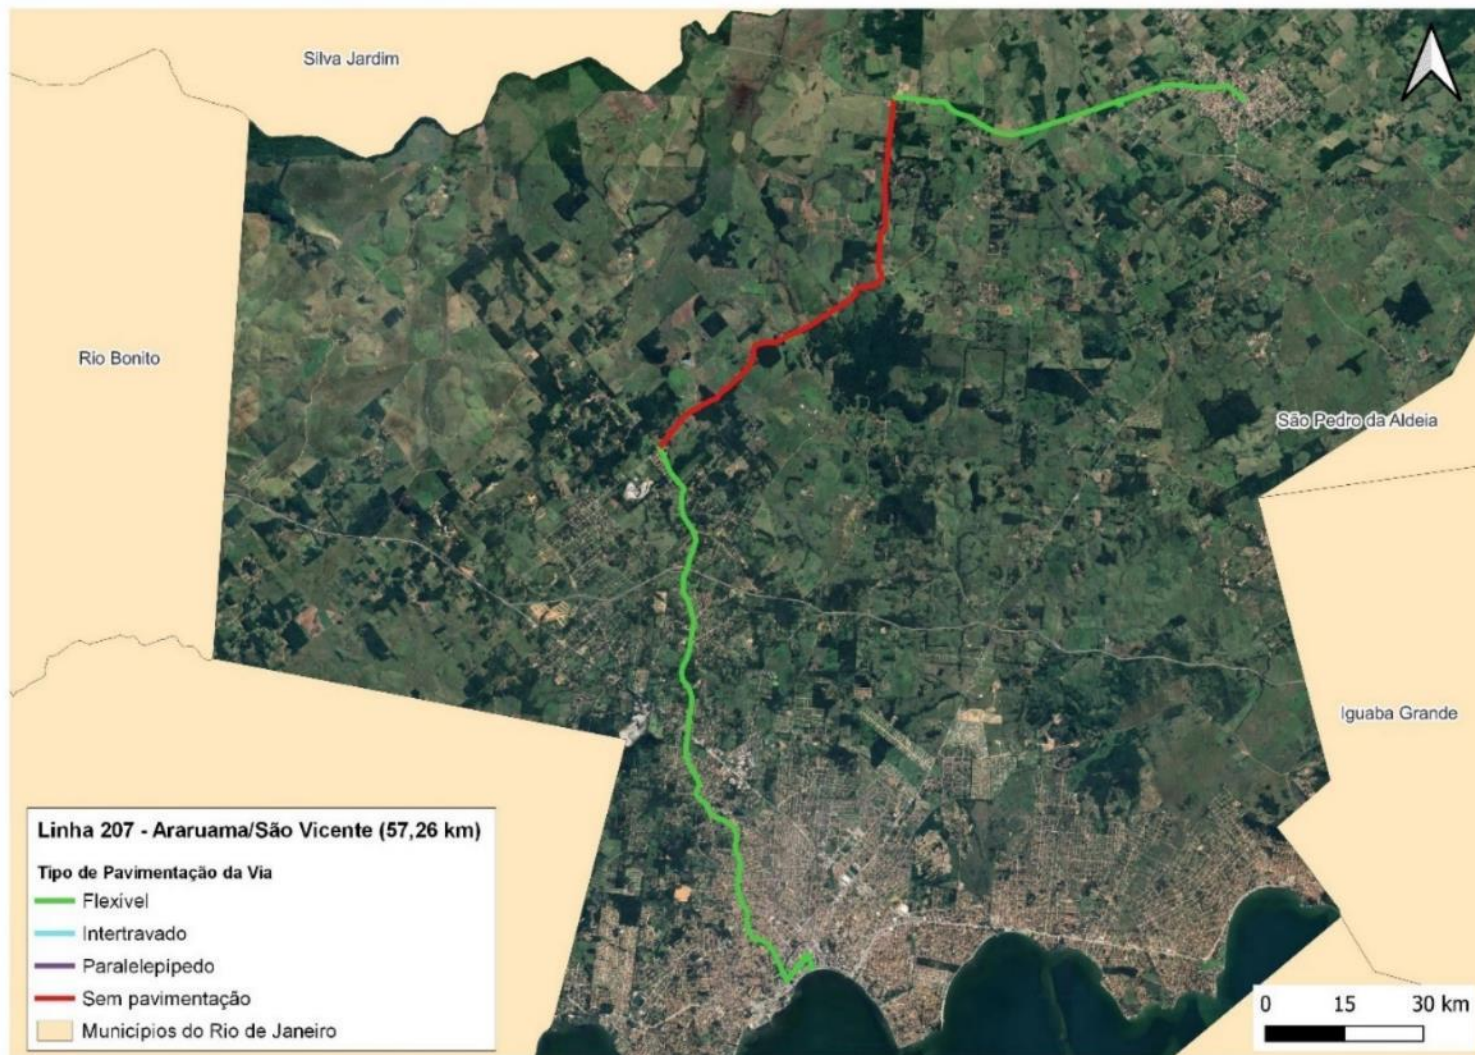 Silva Jardim
Rio Bonito
São Pedro da Aldeia
Iguaba Grande
Linha 207 - Araruama/São Vicente (57,26 km)
Tipo de Pavimentação da Via
Flexível
Intertravado
Paralelepípedo
Sem pavimentação
Municípios do Rio de Janeiro
0 15 30 km